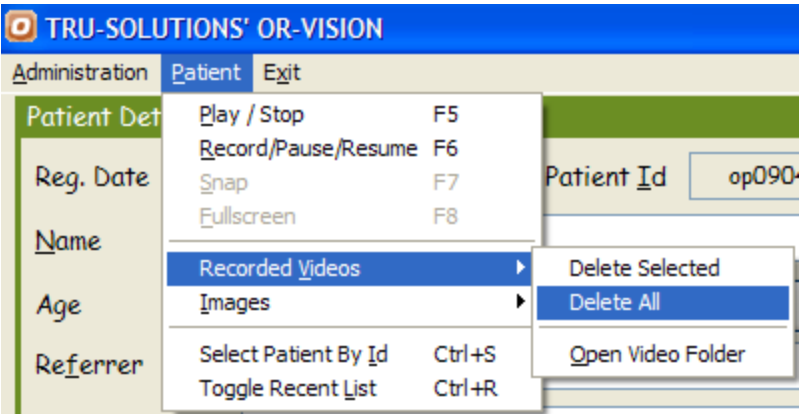 TRU-SOLUTIONS' OR-VISION
Administration Patient Exit
Patient Det
Play / Stop F5
Record/Pause/Resume F6
Reg. Date
Snap F7
Patient Id op0904
Fullscreen F8
Name
Recorded Videos
Delete Selected
Age
Images
Delete All
Referrer
Select Patient By Id Ctrl+S
Open Video Folder
Toggle Recent List Ctrl+R